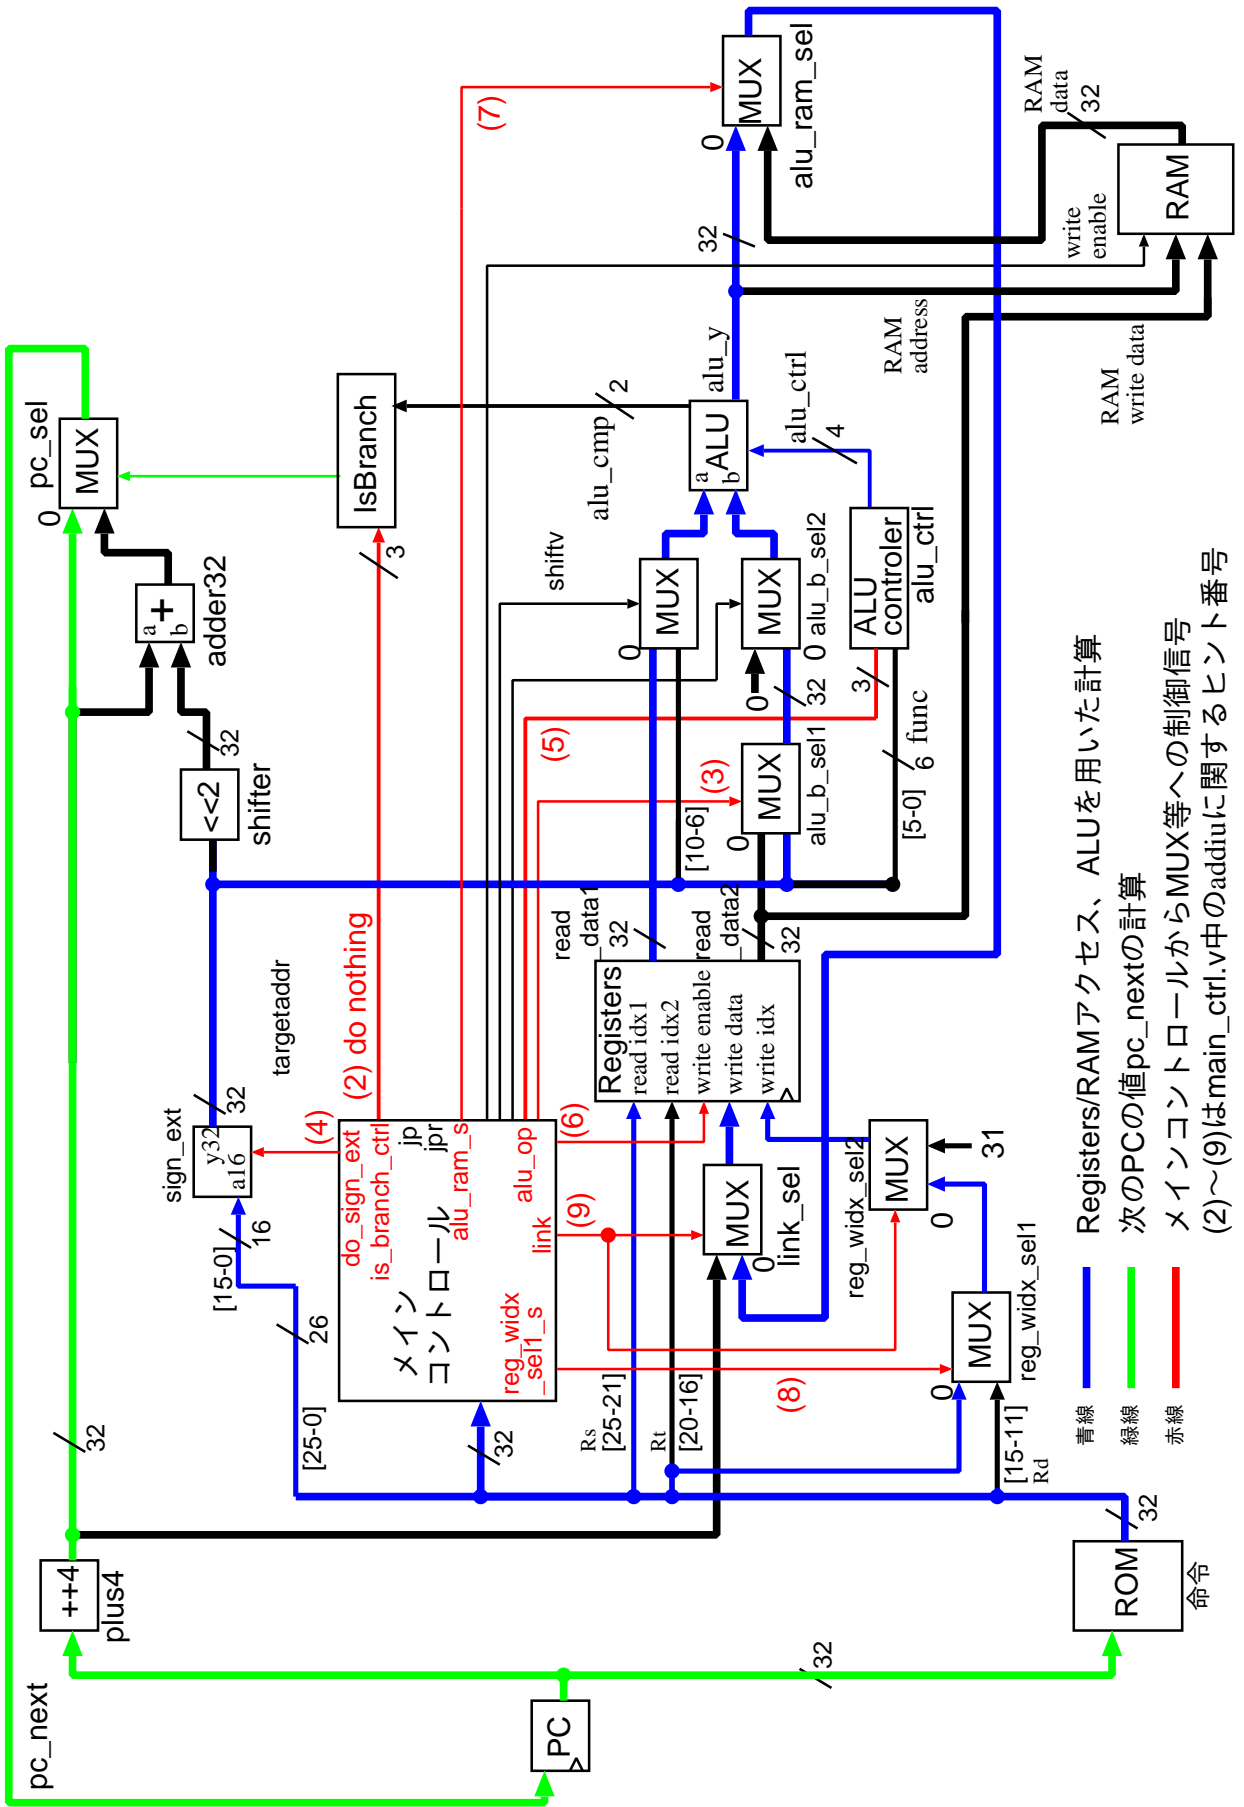 pc_next
PC
++4
plus4
32
32
ROM
命令
32
[25-0]
26
[15-0]
16
sign_ext
y32
a16
32
targetaddr
(4)
(2) do nothing
do_sign_ext
is_branch_ctrl
jp
jpr
alu_ram_s
alu_op
link
reg_widx
_sel1_s
メイン
コントロール
32
(6)
(9)
(8)
Rs
[25-21]
Rt
[20-16]
[15-11]
Rd
0
MUX
reg_widx_sel1
0
MUX
reg_widx_sel2
31
0
MUX
link_sel
Registers
read idx1
read idx2
write enable
write data
write idx
read
_data1
32
read
_data2
32
<<2
shifter
32
a
b
+
adder32
0
MUX
pc_sel
IsBranch
3
[10-6]
(5)
(3)
0
MUX
alu_b_sel1
shiftv
0
MUX
0
32
0
MUX
alu_b_sel2
[5-0]
6
func
3
ALU
controler
alu_ctrl
alu_ctrl
4
a
b
ALU
alu_cmp
2
alu_y
32
(7)
0
MUX
alu_ram_sel
RAM
address
RAM
write data
write
enable
RAM
RAM
data
32
青線
Registers/RAMアクセス、ALUを用いた計算
緑線
次のPCの値pc_nextの計算
赤線
メインコントロールからMUX等への制御信号
(2)〜(9)はmain_ctrl.v中のaddiuに関するヒント番号